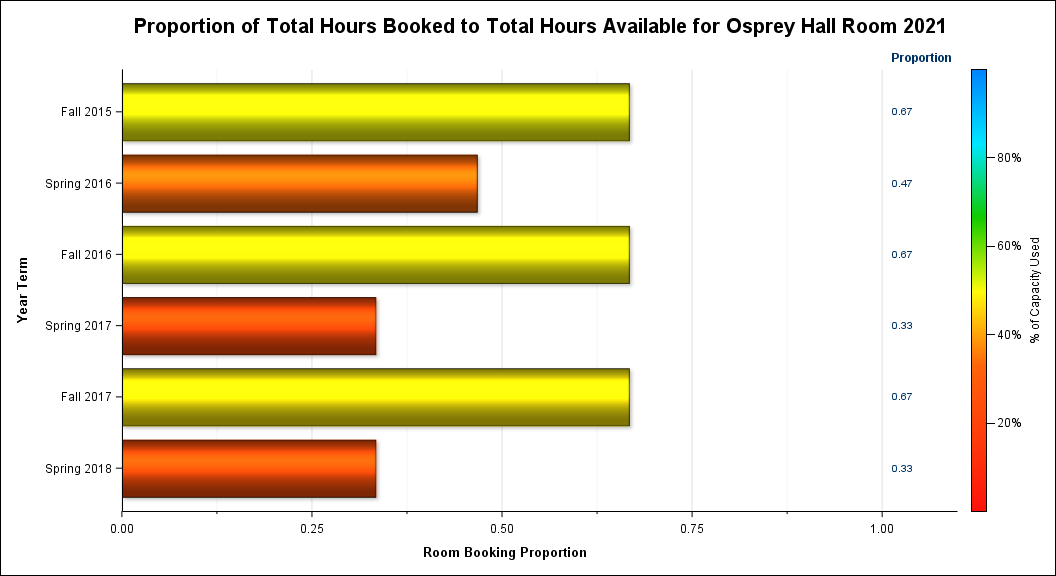 Proportion of Total Hours Booked to Total Hours Available for Osprey Hall Room 2021
Proportion
Fall 2015 0.67
Spring 2016 0.47
Fall 2016 0.67
Spring 2017 0.33
Fall 2017 0.67
Spring 2018 0.33
Year Term
0.00 0.25 0.50 0.75 1.00
Room Booking Proportion
80%
60%
40%
20%
% of Capacity Used